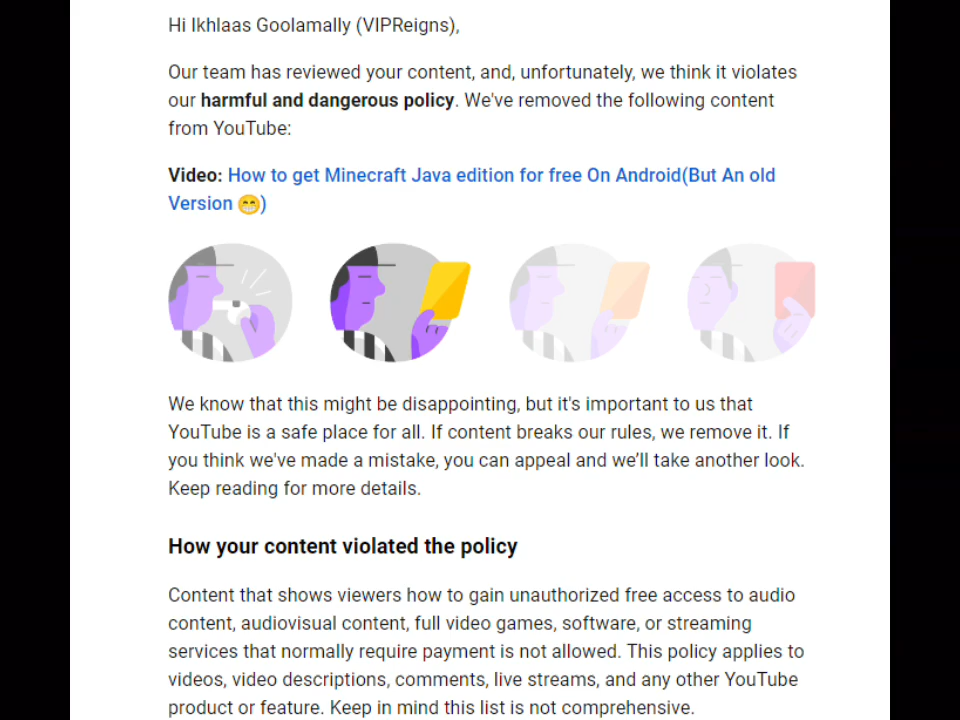 Hi Ikhlaas Goolamally (VIPReigns),
Our team has reviewed your content, and, unfortunately, we think it violates
our harmful and dangerous policy. We've removed the following content
from YouTube:
Video: How to get Minecraft Java edition for free On Android(But An old
Version 😁)
We know that this might be disappointing, but it's important to us that
YouTube is a safe place for all. If content breaks our rules, we remove it. If
you think we've made a mistake, you can appeal and we’ll take another look.
Keep reading for more details.
How your content violated the policy
Content that shows viewers how to gain unauthorized free access to audio
content, audiovisual content, full video games, software, or streaming
services that normally require payment is not allowed. This policy applies to
videos, video descriptions, comments, live streams, and any other YouTube
product or feature. Keep in mind this list is not comprehensive.